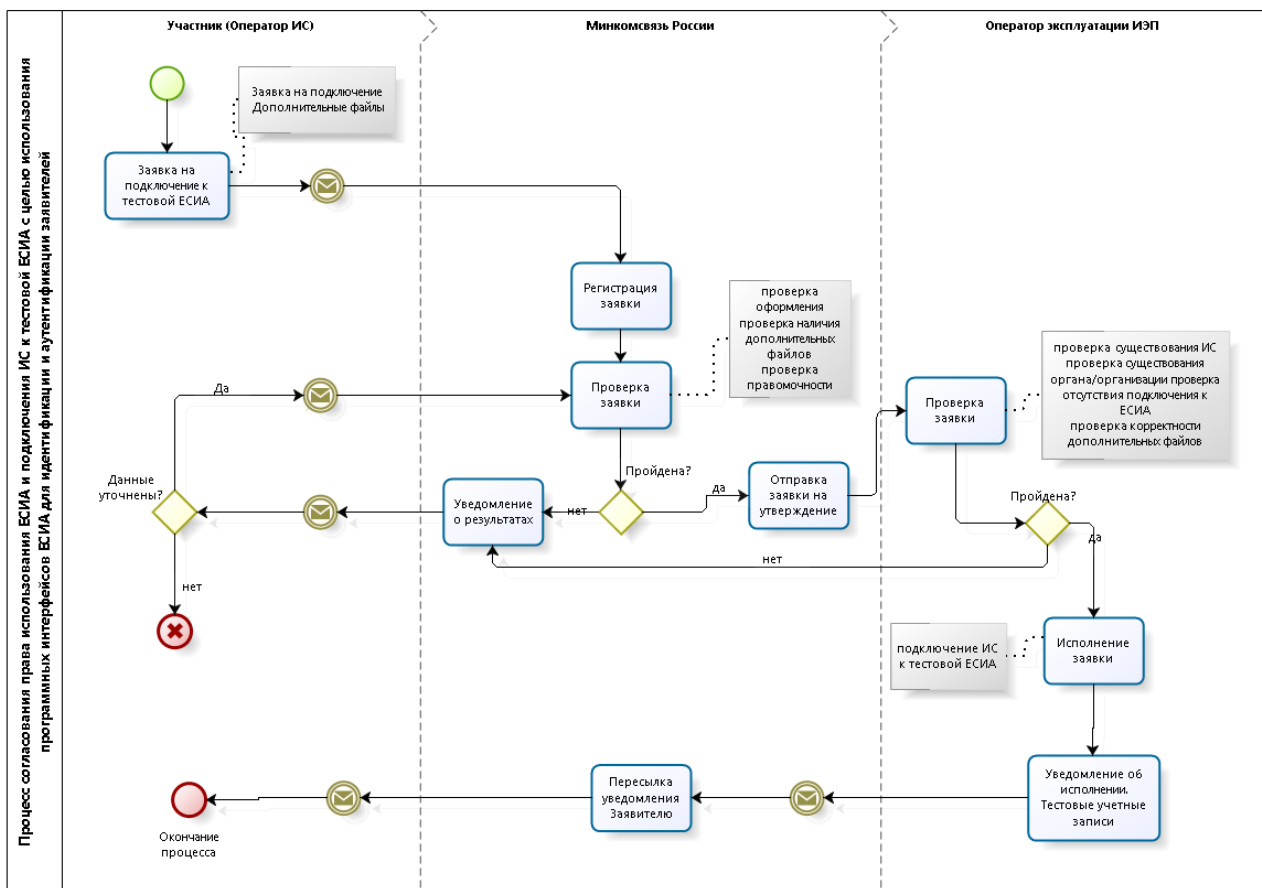 Процесс согласования права использования ЕСИА и подключения ИС к тестовой ЕСИА с целью использования
программных интерфейсов ЕСИА для идентификации и аутентификации заявителей
Участник (Оператор ИС)
Минкомсвязь России
Оператор эксплуатации ИЭП
Заявка на подключение
Дополнительные файлы
Заявка на
подключение к
тестовой ЕСИА
Регистрация
заявки
проверка
оформления
проверка наличия
дополнительных
файлов
проверка
правомочности
проверка существования ИС
проверка существования
органа/организации проверка
отсутствия подключения к
ЕСИА
проверка корректности
дополнительных файлов
Да
Проверка
заявки
Проверка
заявки
Данные
уточнены?
Уведомление
о результатах
нет
Пройдена?
да
Отправка
заявки на
утверждение
Пройдена?
да
нет
нет
подключение ИС
к тестовой ЕСИА
Исполнение
заявки
Окончание
процесса
Пересылка
уведомления
Заявителю
Уведомление об
исполнении.
Тестовые учетные
записи